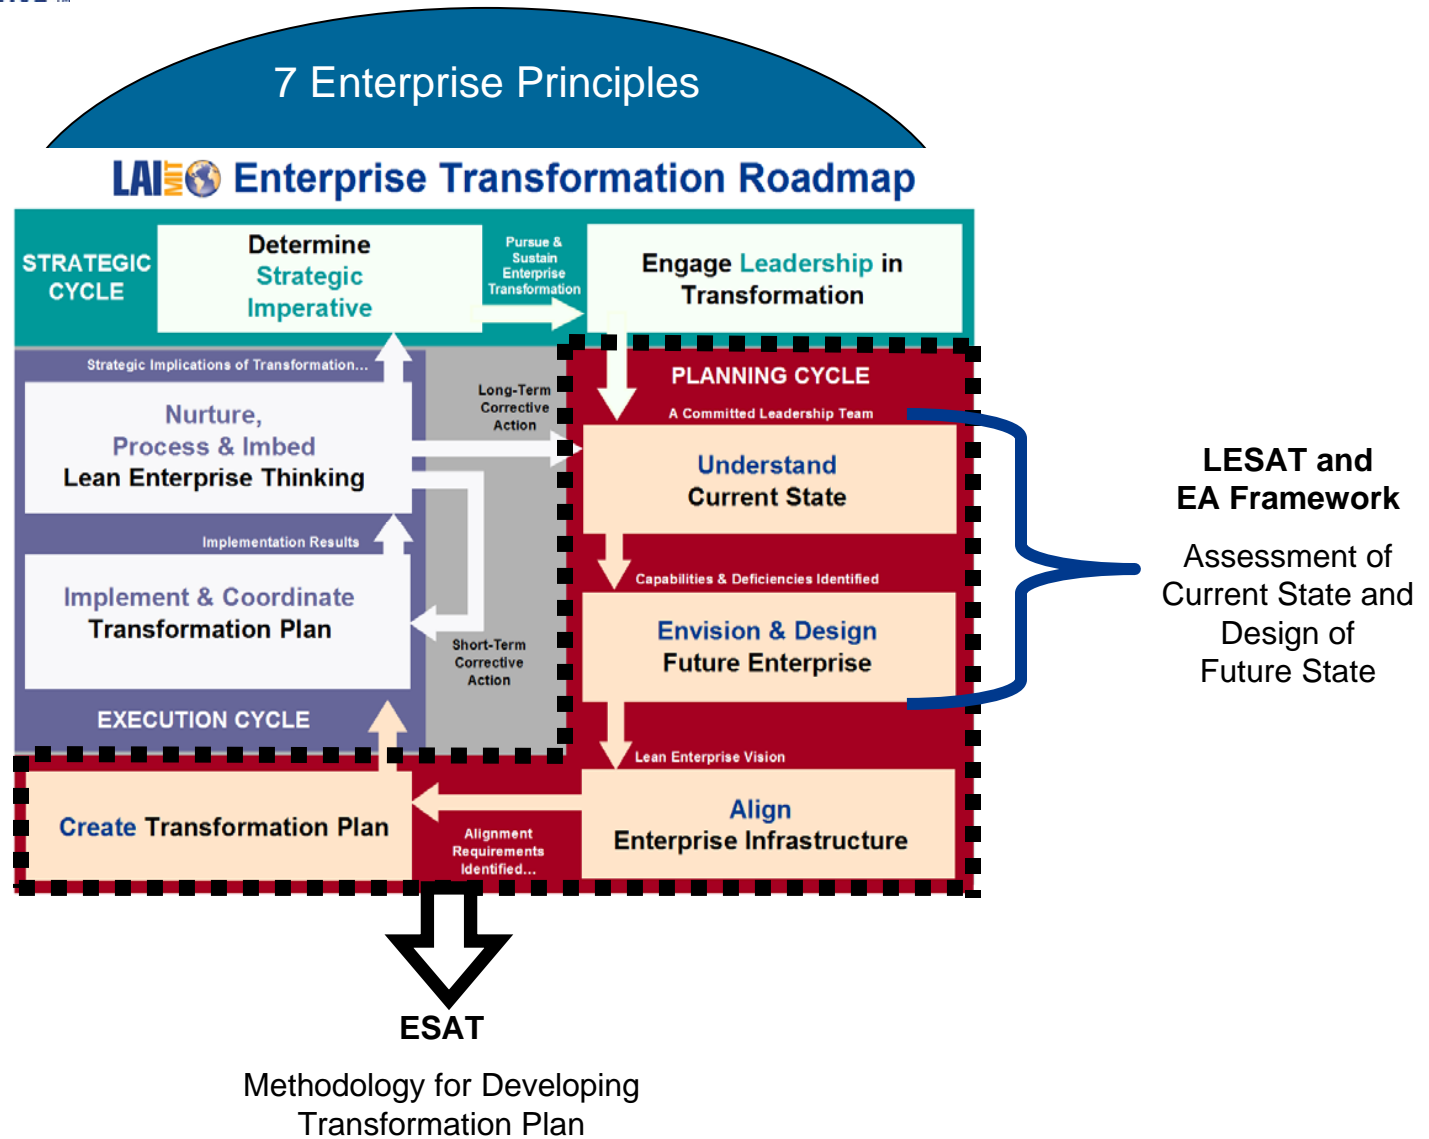 7 Enterprise Principles
LAI MIT Enterprise Transformation Roadmap
STRATEGIC
CYCLE
Determine
Strategic
Imperative
Pursue &
Sustain
Enterprise
Transformation
Engage Leadership in
Transformation
Strategic Implications of Transformation...
Nurture,
Process & Imbed
Lean Enterprise Thinking
Long-Term
Corrective
Action
Implementation Results
Implement & Coordinate
Transformation Plan
Short-Term
Corrective
Action
EXECUTION CYCLE
PLANNING CYCLE
A Committed Leadership Team
Understand
Current State
Capabilities & Deficiencies Identified
Envision & Design
Future Enterprise
Lean Enterprise Vision
Align
Enterprise Infrastructure
Alignment
Requirements
Identified...
Create Transformation Plan
LESAT and
EA Framework
Assessment of
Current State and
Design of
Future State
ESAT
Methodology for Developing
Transformation Plan